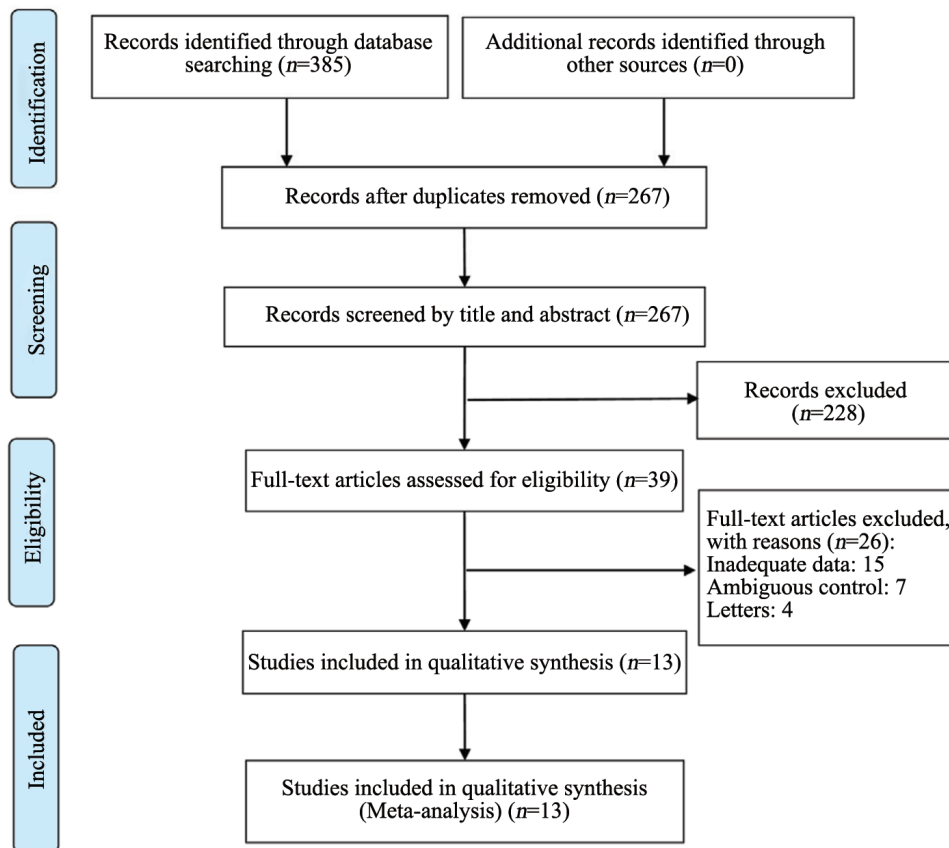 Identification
Records identified through database
searching (n=385)
Additional records identified through
other sources (n=0)
Records after duplicates removed (n=267)
Screening
Records screened by title and abstract (n=267)
Records excluded
(n=228)
Eligibility
Full-text articles assessed for eligibility (n=39)
Full-text articles excluded,
with reasons (n=26):
Inadequate data: 15
Ambiguous control: 7
Letters: 4
Included
Studies included in qualitative synthesis (n=13)
Studies included in qualitative synthesis
(Meta-analysis) (n=13)